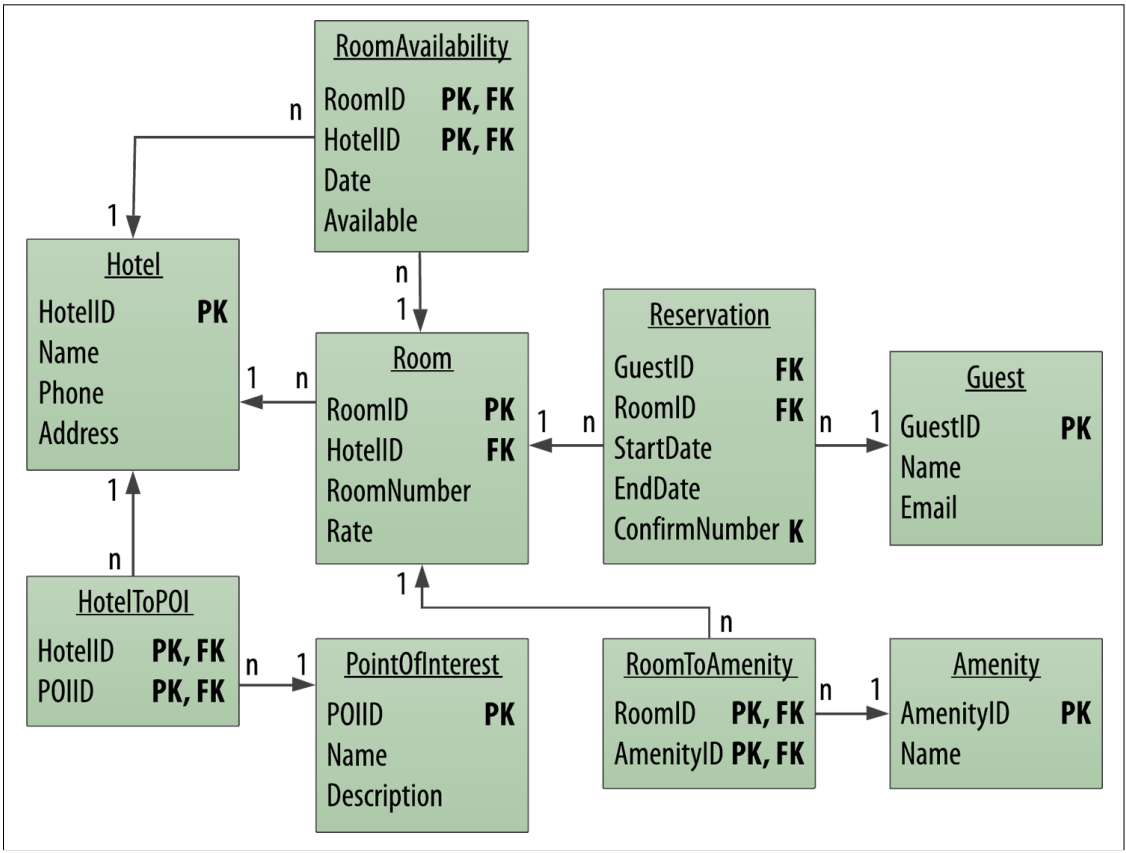 RoomAvailability
RoomID PK, FK
HotelID PK, FK
Date
Available
n
1
n
1
Hotel
HotelID PK
Name
Phone
Address
1 n
Room
RoomID PK
HotelID FK
RoomNumber
Rate
1 n
Reservation
GuestID FK
RoomID FK
StartDate
EndDate
ConfirmNumber K
n 1
Guest
GuestID PK
Name
Email
1
n
HotelToPOI
HotelID PK, FK
POIID PK, FK
n 1
PointOfInterest
POIID PK
Name
Description
1
n
RoomToAmenity
RoomID PK, FK
AmenityID PK, FK
n 1
Amenity
AmenityID PK
Name